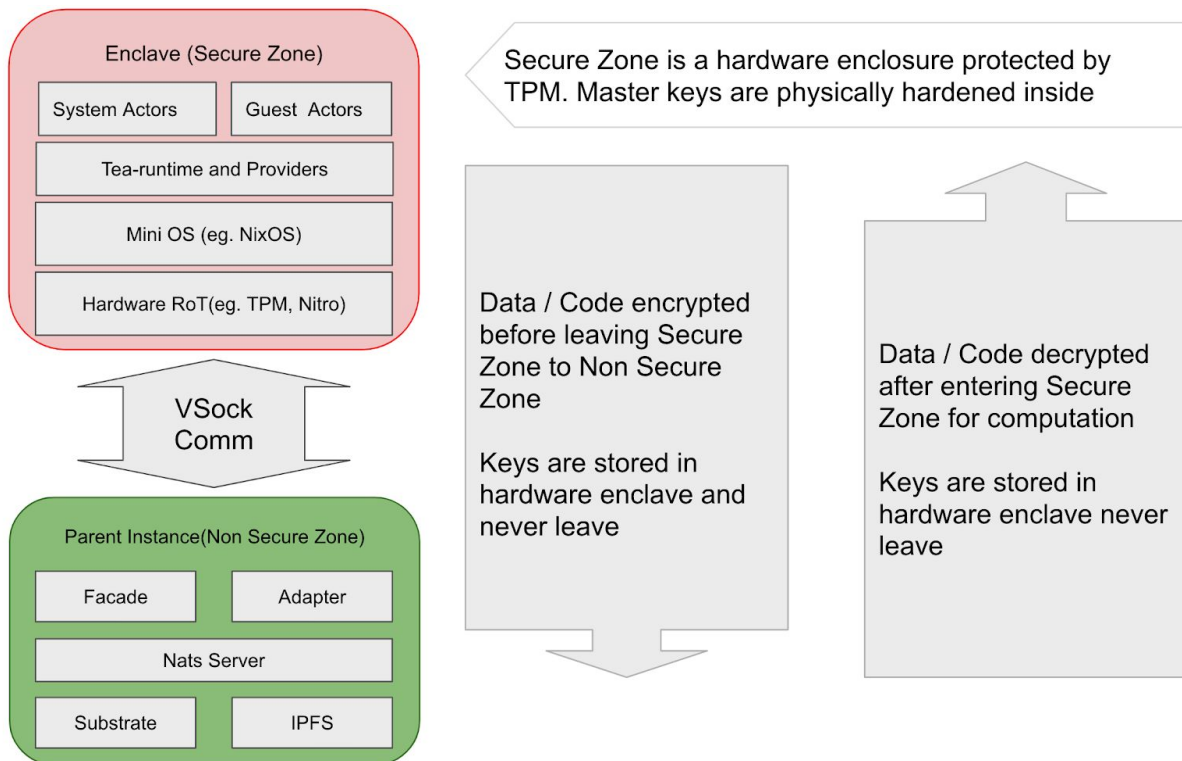 Enclave (Secure Zone)
System Actors
Guest Actors
Tea-runtime and Providers
Mini OS (eg. NixOS)
Hardware RoT(eg. TPM, Nitro)
VSock
Comm
Parent Instance(Non Secure Zone)
Facade
Adapter
Nats Server
Substrate
IPFS
Secure Zone is a hardware enclosure protected by
TPM. Master keys are physically hardened inside
Data / Code encrypted
before leaving Secure
Zone to Non Secure
Zone
Keys are stored in
hardware enclave and
never leave
Data / Code decrypted
after entering Secure
Zone for computation
Keys are stored in
hardware enclave never
leave